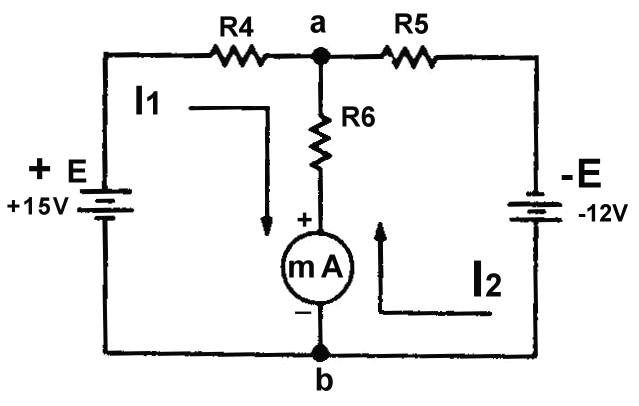 a
R4
R5
I1
R6
+ E
+15V
-E
-12V
+
mA
−
I2
b